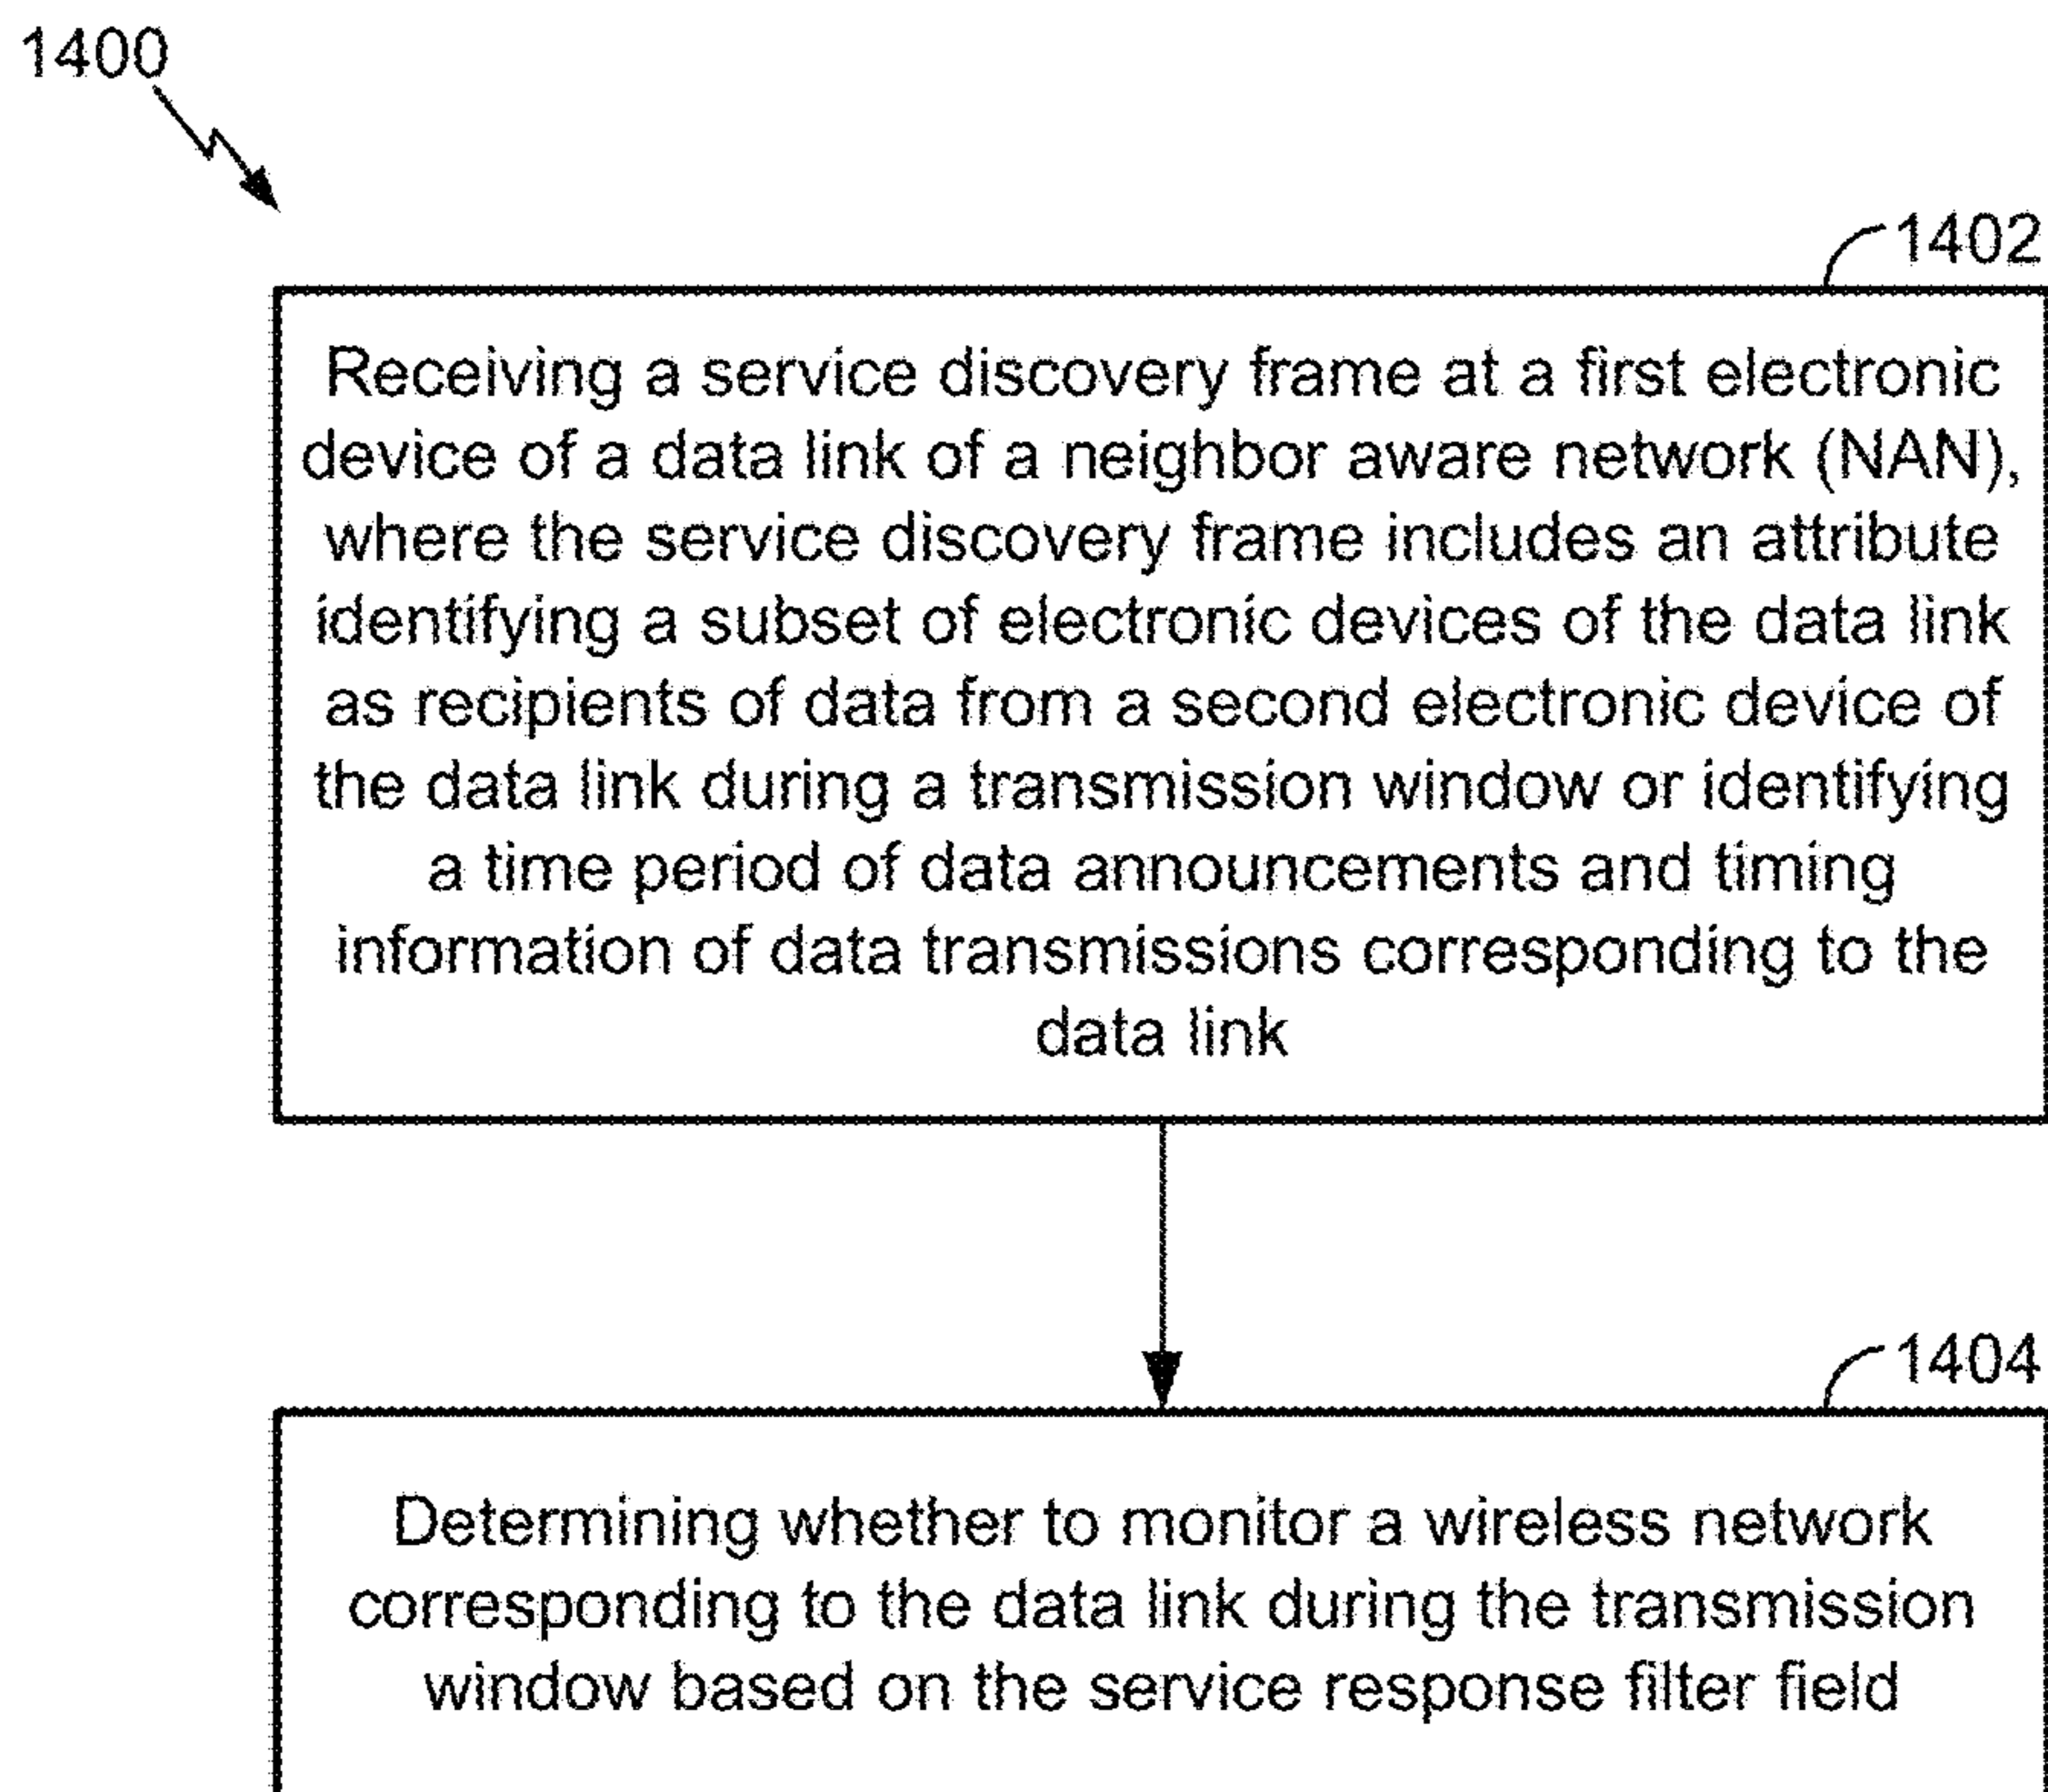 1400
1402
Receiving a service discovery frame at a first electronic
device of a data link of a neighbor aware network (NAN),
where the service discovery frame includes an attribute
identifying a subset of electronic devices of the data link
as recipients of data from a second electronic device of
the data link during a transmission window or identifying
a time period of data announcements and timing
information of data transmissions corresponding to the
data link
1404
Determining whether to monitor a wireless network
corresponding to the data link during the transmission
window based on the service response filter field